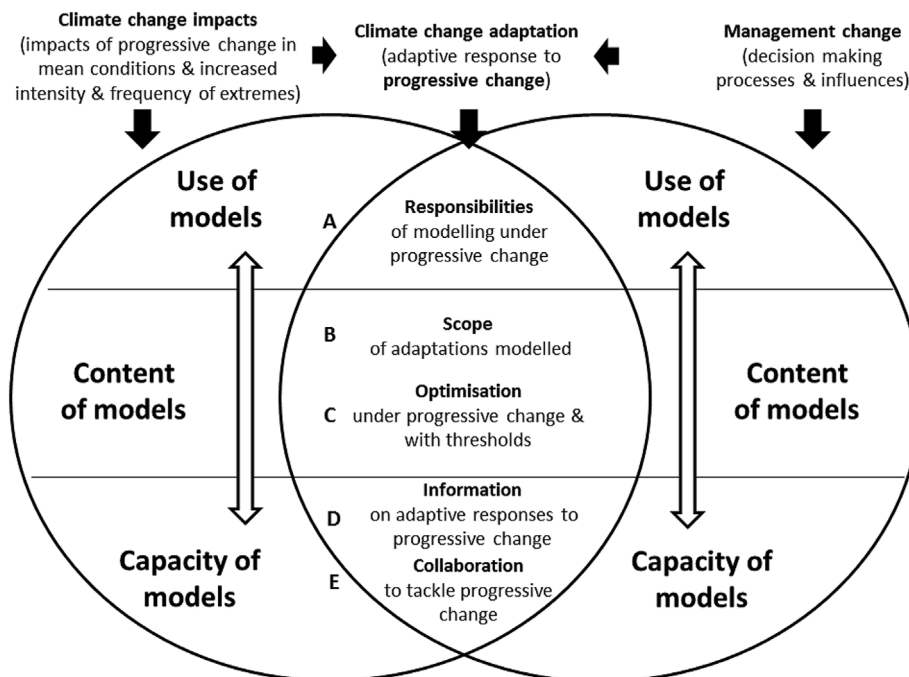 Climate change impacts
(impacts of progressive change in
mean conditions & increased
intensity & frequency of extremes)
Climate change adaptation
(adaptive response to
progressive change)
Management change
(decision making
processes & influences)
Use of
models
A
Responsibilities
of modelling under
progressive change
Use of
models
Content
of models
B
Scope
of adaptations modelled
C
Optimisation
under progressive change &
with thresholds
Content
of models
Capacity of
models
D
Information
on adaptive responses to
progressive change
E
Collaboration
to tackle progressive
change
Capacity of
models